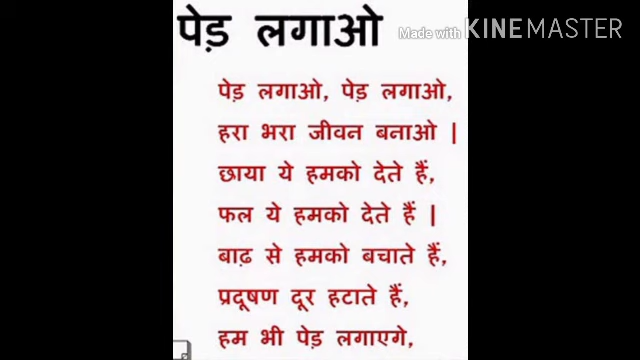 पेड़ लगाओ
Made with KINEMASTER
पेड़ लगाओ, पेड़ लगाओ,
हरा भरा जीवन बनाओ |
छाया ये हमको देते हैं,
फल ये हमको देते हैं |
बाढ़ से हमको बचाते हैं,
प्रदूषण दूर हटाते हैं,
हम भी पेड़ लगाएगे,